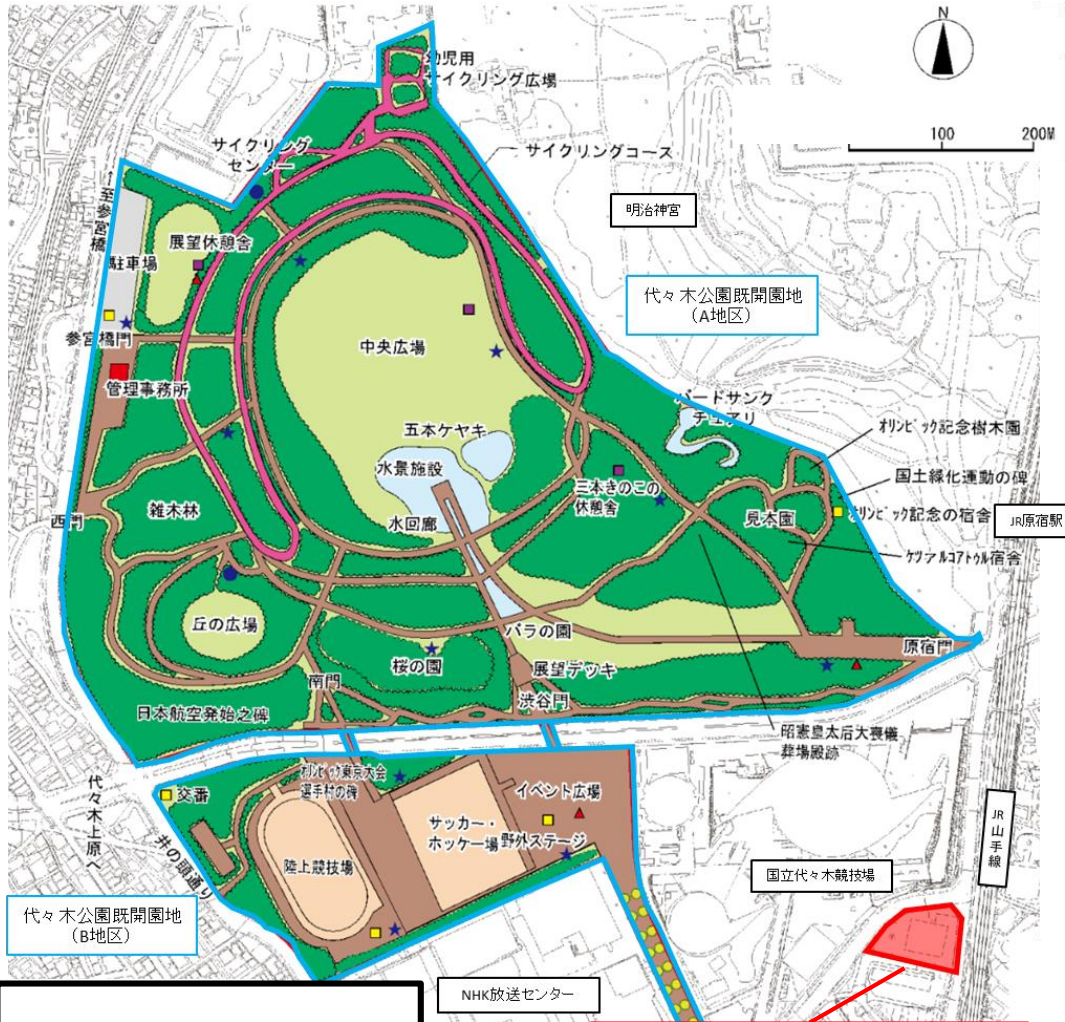 N
100
200M
幼児用
サイクリング広場
サイクリング
センター
サイクリングコース
明治神宮
←至参宮橋
展望休憩舎
駐車場
代々木公園既開園地
(A地区)
参宮橋門
中央広場
管理事務所
バードサンク
チュアリ
五本ケヤキ
オリンピック記念樹木園
水景施設
国土緑化運動の碑
三本きのこの
休憩舎
西門
雑木林
水回廊
見本園
オリンピック記念の宿舎
JR原宿駅
丘の広場
バラの園
桜の園
展望デッキ
原宿門
南門
渋谷門
日本航空発始之碑
昭憲皇太后大喪儀
葬場殿跡
代々木上原へ
井の頭通り
交番
オリンピック東京大会
選手村の碑
イベント広場
サッカー・
ホッケー場
野外ステージ
陸上競技場
JR山手線
国立代々木競技場
代々木公園既開園地
(B地区)
NHK放送センター